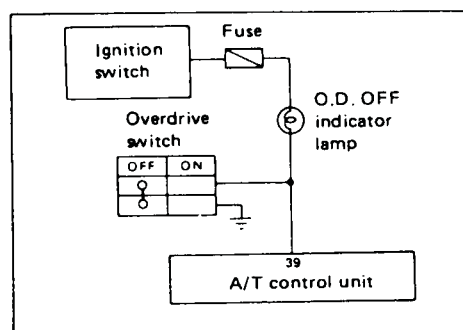 Ignition
switch
Fuse
O.D. OFF
indicator
lamp
Overdrive
switch
OFF ON
39
A/T control unit